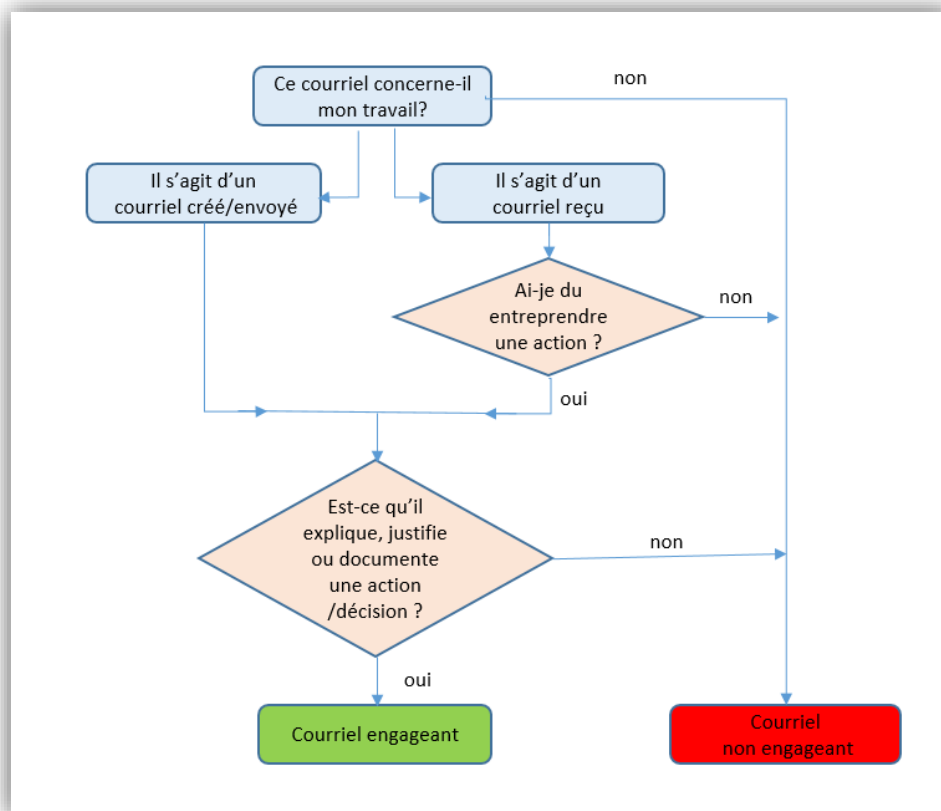 Ce courriel concerne-il
mon travail?
non
Il s'agit d'un
courriel créé/envoyé
Il s'agit d'un
courriel reçu
Ai-je du
entreprendre
une action ?
non
oui
Est-ce qu'il
explique, justifie
ou documente
une action
/décision ?
non
oui
Courriel engageant
Courriel
non engageant